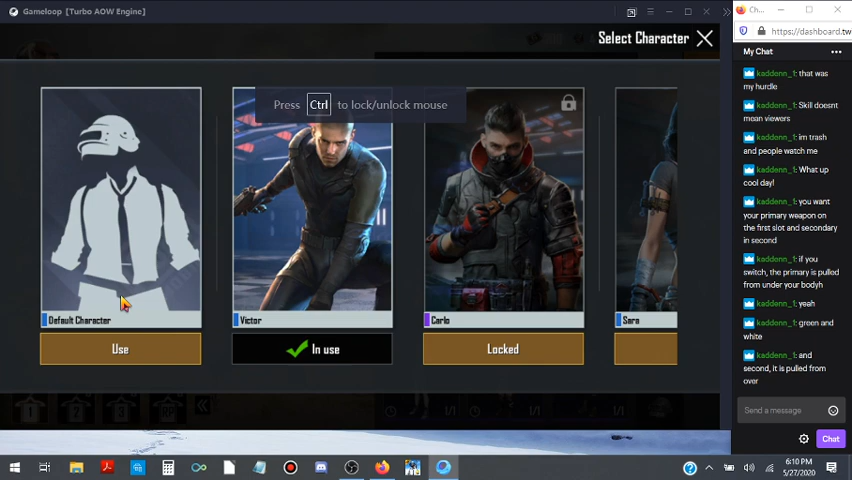 Gameloop [Turbo AOW Engine]
Select Character
Press Ctrl to lock/unlock mouse
Default Character
Victor
Carlo
Sara
Use
In use
Locked
1 2 3
Ch...
https://dashboard.tw
My Chat
kaddenn_1: that was
my hurdle
kaddenn_1: Skill doesnt
mean viewers
kaddenn_1: im trash
and people watch me
kaddenn_1: What up
cool day!
kaddenn_1: you want
your primary weapon on
the first slot and secondary
in second
kaddenn_1: if you
switch, the primary is pulled
from under your bodyh
kaddenn_1: yeah
kaddenn_1: green and
white
kaddenn_1: and
second, it is pulled from
over
Send a message
Chat
6:10 PM
5/27/2020